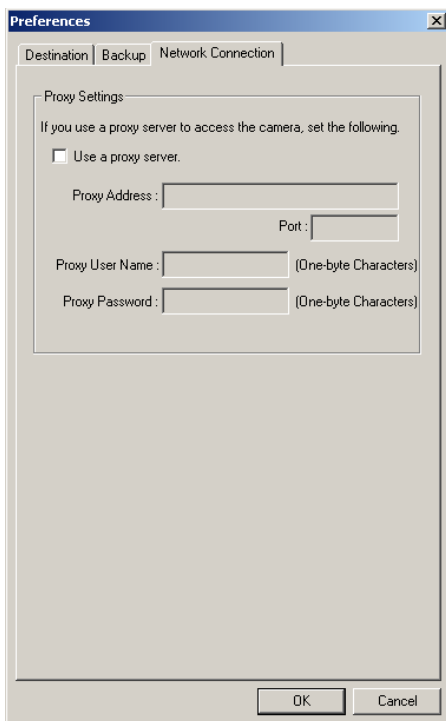 Preferences
Destination Backup Network Connection
Proxy Settings
If you use a proxy server to access the camera, set the following.
Use a proxy server.
Proxy Address :
Port :
Proxy User Name : (One-byte Characters)
Proxy Password : (One-byte Characters)
OK Cancel